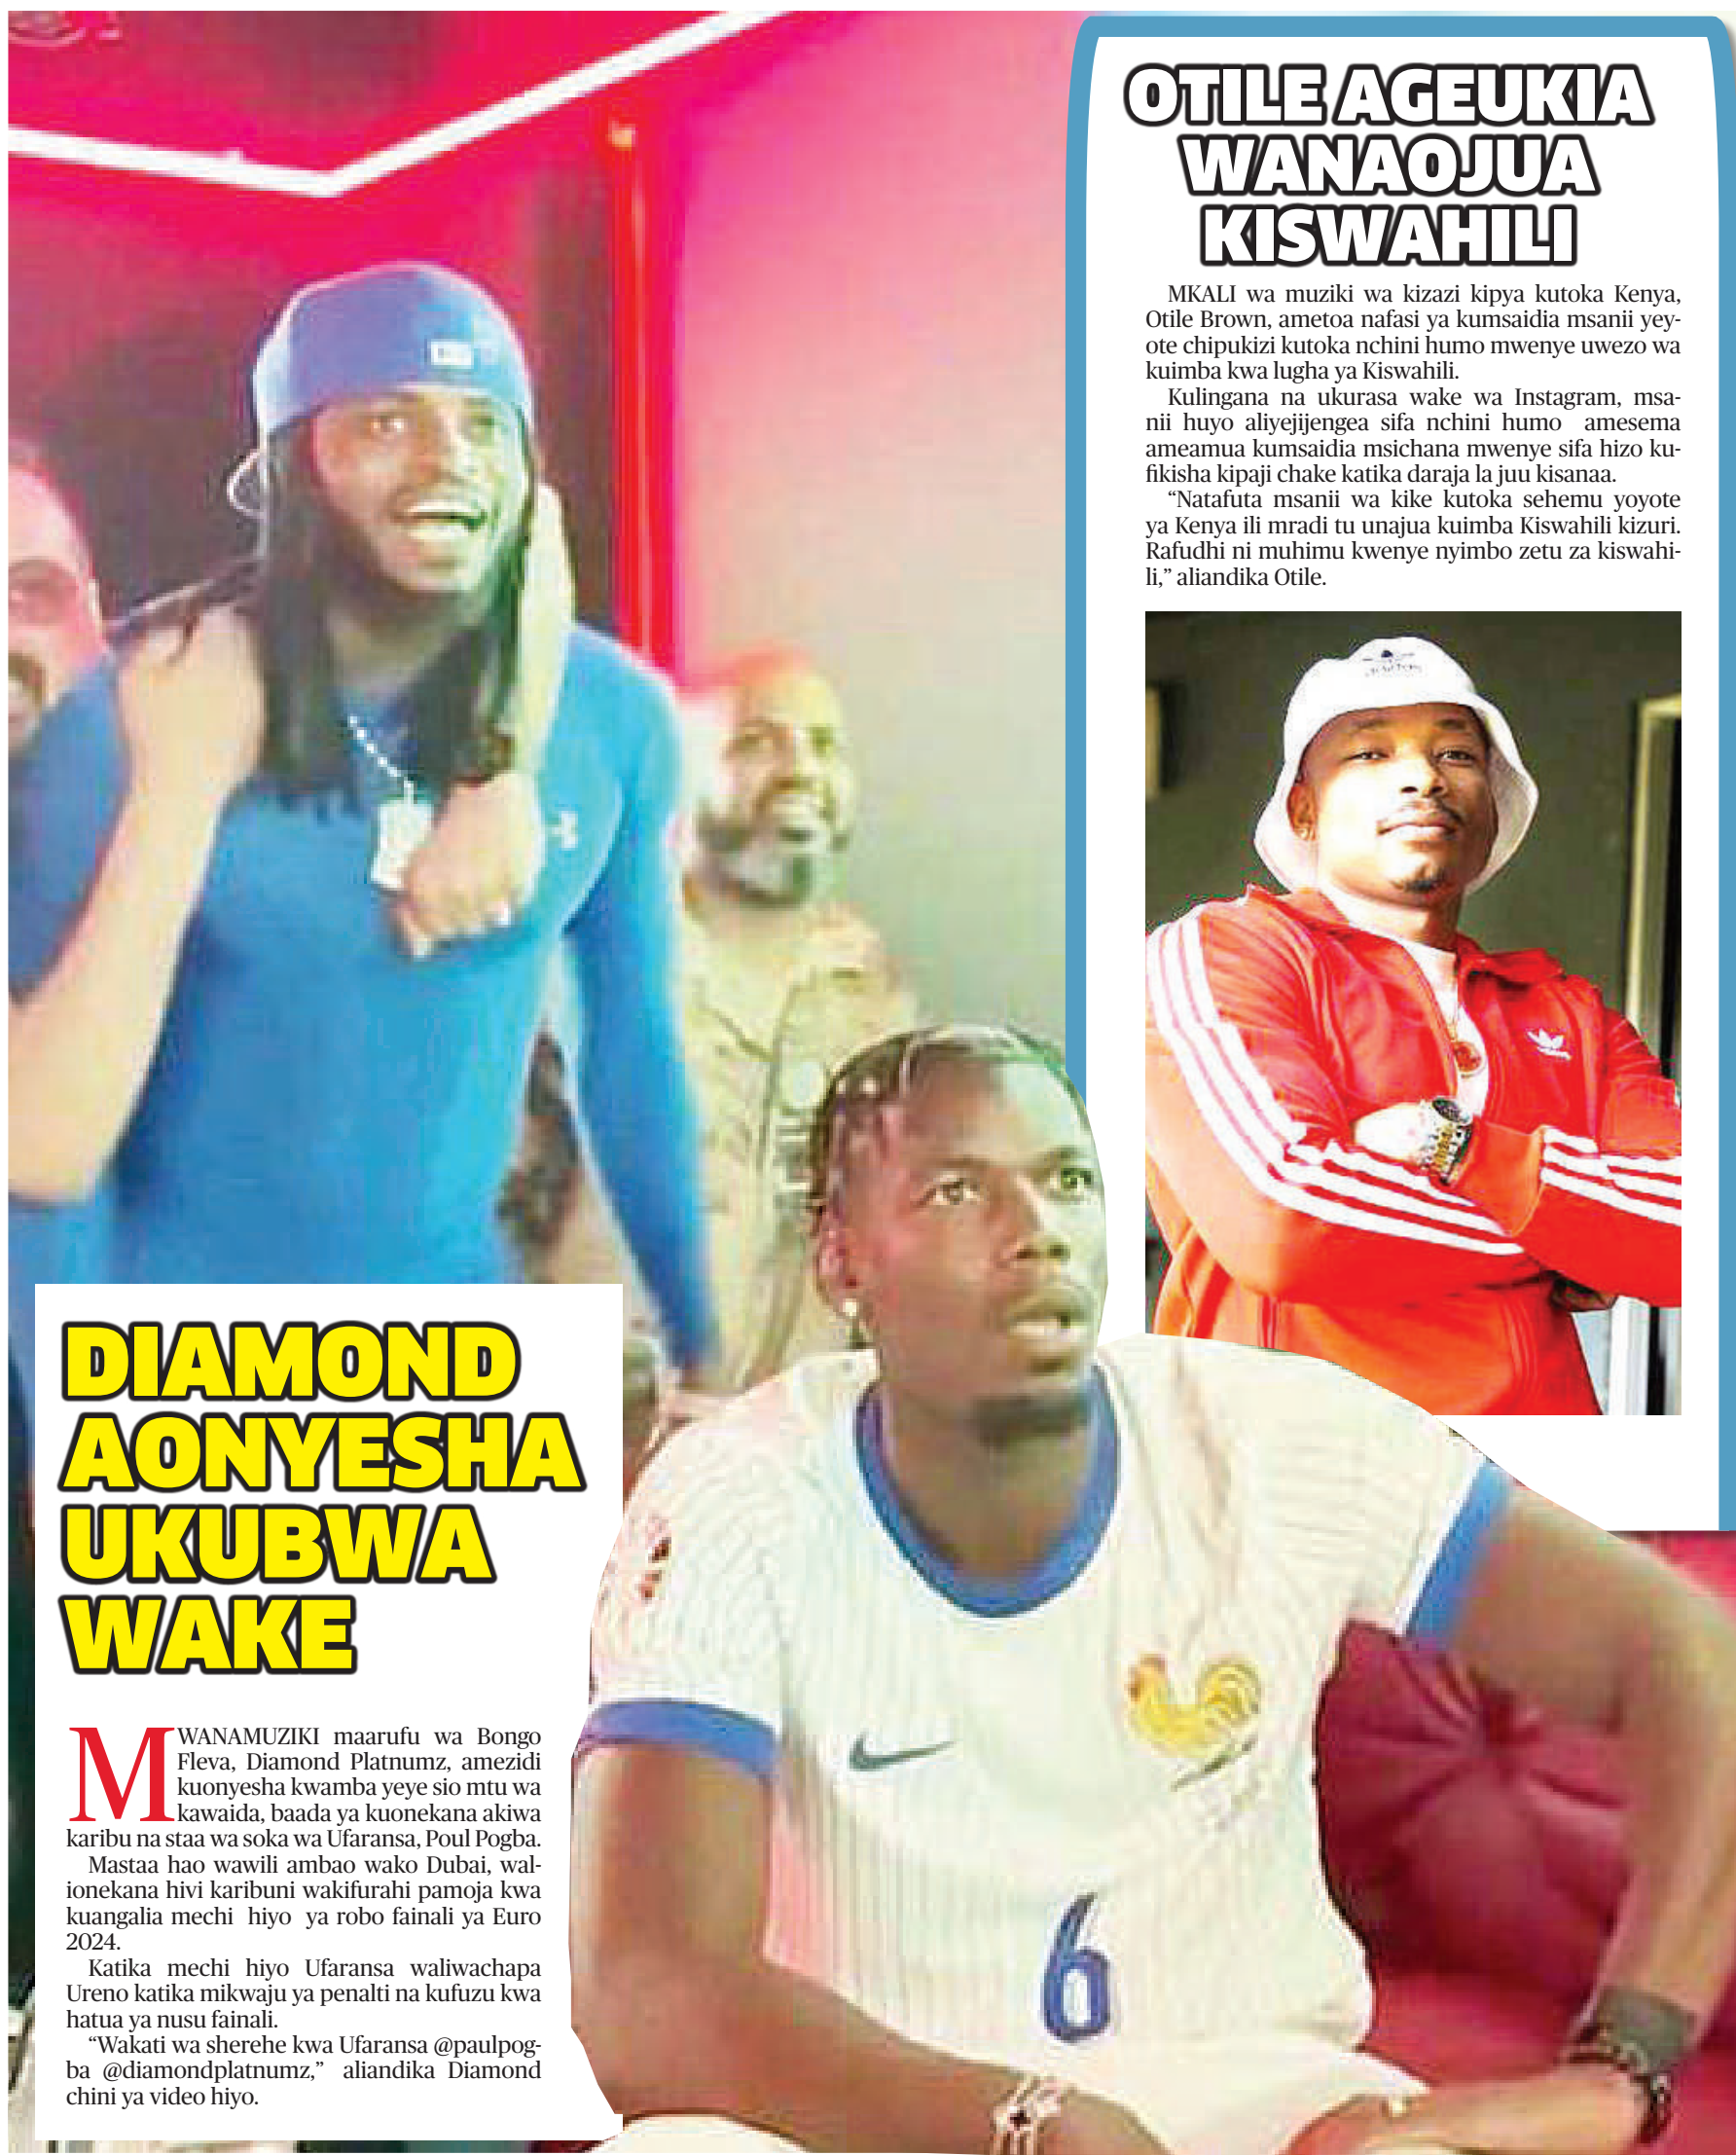 OTILE AGEUKIA
WANAOJUA
KISWAHILI
MKALI wa muziki wa kizazi kipya kutoka Kenya,
Otile Brown, ametoa nafasi ya kumsaidia msanii yey-
ote chipukizi kutoka nchini humo mwenye uwezo wa
kuimba kwa lugha ya Kiswahili.
Kulingana na ukurasa wake wa Instagram, msa-
nii huyo aliyejijengea sifa nchini humo amesema
ameamua kumsaidia msichana mwenye sifa hizo ku-
fikisha kipaji chake katika daraja la juu kisanaa.
“Natafuta msanii wa kike kutoka sehemu yoyote
ya Kenya ili mradi tu unajua kuimba Kiswahili kizuri.
Rafudhi ni muhimu kwenye nyimbo zetu za kiswahi-
li,” aliandika Otile.
DIAMOND
AONYESHA
UKUBWA
WAKE
MWANAMUZIKI maarufu wa Bongo
Fleva, Diamond Platnumz, amezidi
kuonyesha kwamba yeye sio mtu wa
kawaida, baada ya kuonekana akiwa
karibu na staa wa soka wa Ufaransa, Poul Pogba.
Mastaa hao wawili ambao wako Dubai, wal-
ionekana hivi karibuni wakifurahi pamoja kwa
kuangalia mechi hiyo ya robo fainali ya Euro
2024.
Katika mechi hiyo Ufaransa waliwachapa
Ureno katika mikwaju ya penalti na kufuzu kwa
hatua ya nusu fainali.
“Wakati wa sherehe kwa Ufaransa @paulpog-
ba @diamondplatnumz,” aliandika Diamond
chini ya video hiyo.
6